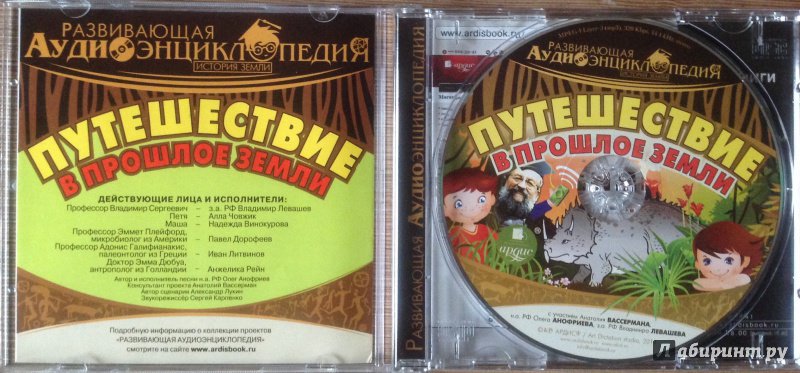 РАЗВИВАЮЩАЯ
АУДИОЭНЦИКЛОПЕДИЯ
ИСТОРИЯ ЗЕМЛИ
ПУТЕШЕСТВИЕ
В ПРОШЛОЕ ЗЕМЛИ
ДЕЙСТВУЮЩИЕ ЛИЦА И ИСПОЛНИТЕЛИ:
Профессор Владимир Сергеевич – з.а. РФ Владимир Левашев
Петя – Алла Човжик
Маша – Надежда Винокурова
Профессор Эммет Плейфорд,
микробиолог из Америки – Павел Дорофеев
Профессор Адонис Галифианакис,
палеонтолог из Греции – Иван Литвинов
Доктор Эмма Дюбуа,
антрополог из Голландии – Анжелика Рейн
Автор и исполнитель песни н.а. РФ Олег Анофриев
Консультант проекта Анатолий Вассерман
Автор сценария Александр Лукин
Звукорежиссёр Сергей Карпенко
Подробную информацию о коллекции проектов
«РАЗВИВАЮЩАЯ АУДИОЭНЦИКЛОПЕДИЯ»
смотрите на сайте www.ardisbook.ru
РАЗВИВАЮЩАЯ АУДИОЭНЦИКЛОПЕДИЯ
www.ardisbook.ru
РАЗВИВАЮЩАЯ
АУДИОЭНЦИКЛОПЕДИЯ
ИСТОРИЯ ЗЕМЛИ
ПУТЕШЕСТВИЕ
В ПРОШЛОЕ ЗЕМЛИ
ардис
с участием Анатолия ВАССЕРМАНА,
н.а. РФ Олега АНОФРИЕВА, з.а. РФ Владимира ЛЕВАШЕВА
Лабиринт.ру